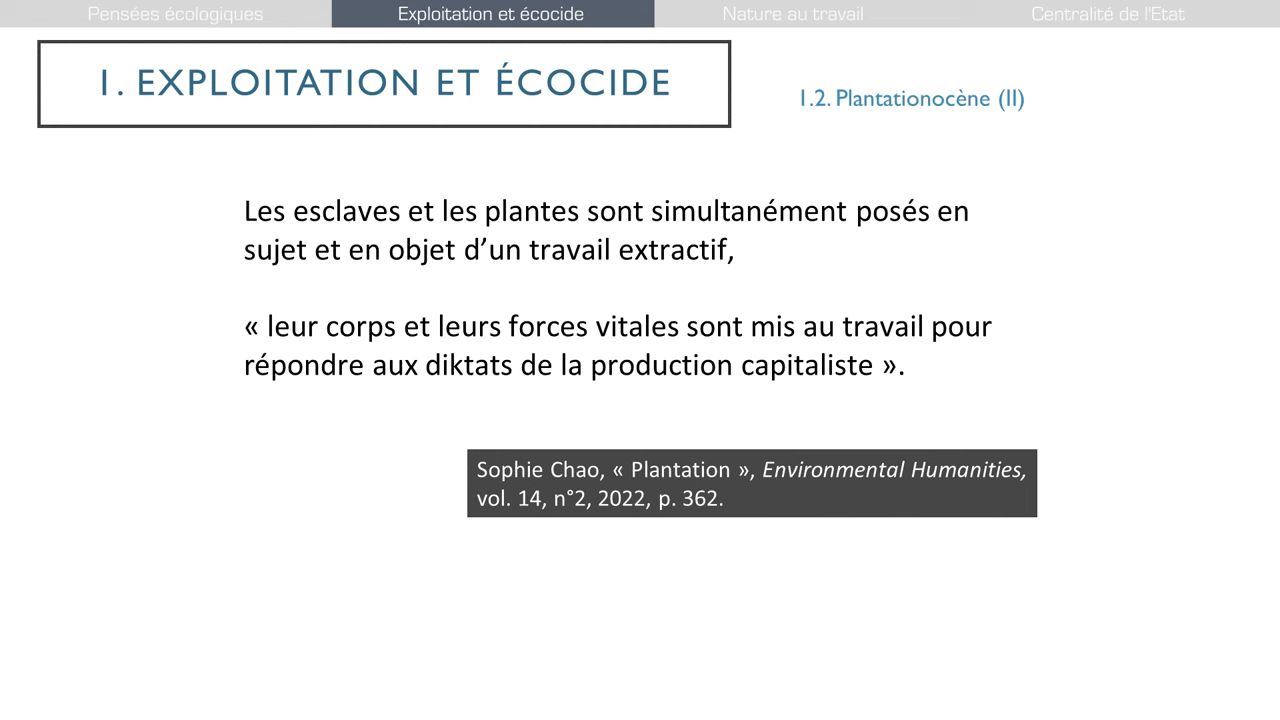 Pensées écologiques
Exploitation et écocide
Nature au travail
Centralité de l'Etat
1. EXPLOITATION ET ÉCOCIDE
1.2. Plantationocène (II)
Les esclaves et les plantes sont simultanément posés en
sujet et en objet d’un travail extractif,
« leur corps et leurs forces vitales sont mis au travail pour
répondre aux diktats de la production capitaliste ».
Sophie Chao, « Plantation », Environmental Humanities,
vol. 14, n°2, 2022, p. 362.